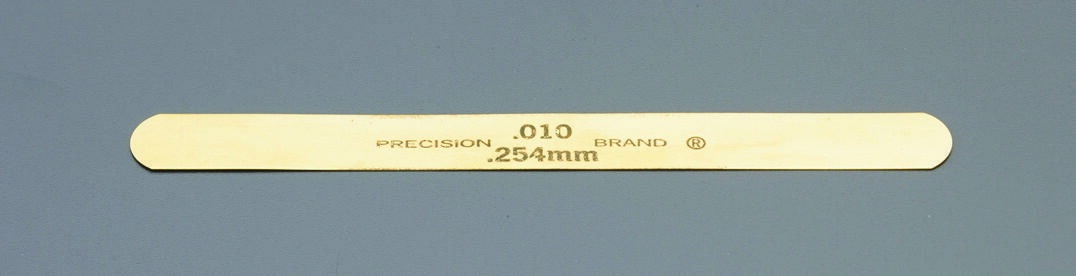 .010
PRECISION BRAND ®
.254mm